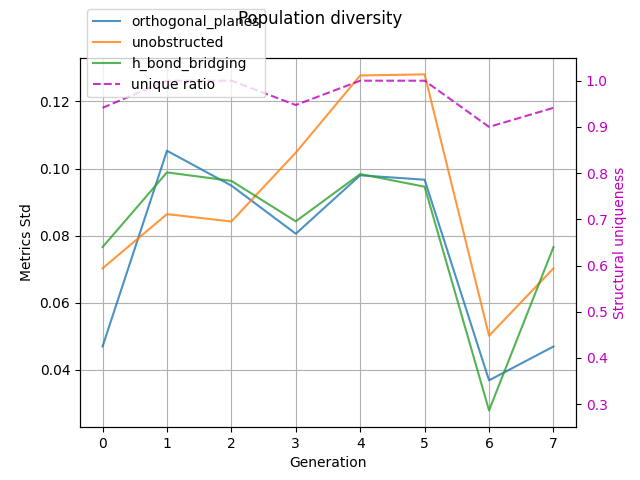 Population diversity
orthogonal_planes
unobstructed
h_bond_bridging
unique ratio
0.12
0.10
0.08
0.06
0.04
Metrics Std
1.0
0.9
0.8
0.7
0.6
0.5
0.4
0.3
Structural uniqueness
0 1 2 3 4 5 6 7
Generation